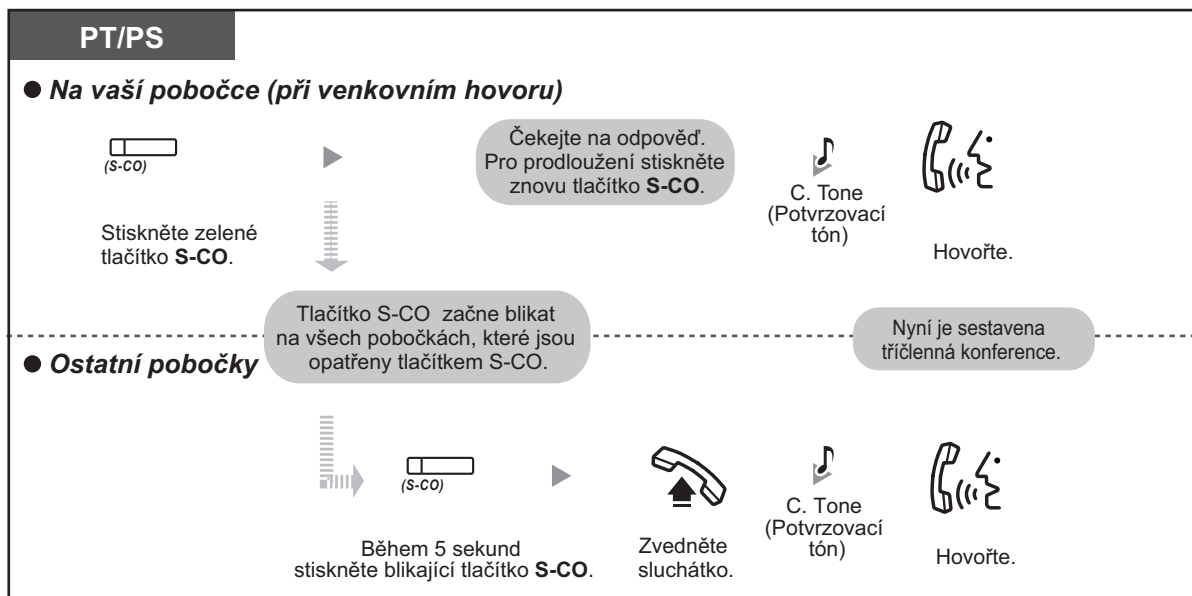 PT/PS
● Na vaší pobočce (při venkovním hovoru)
(S-CO)
Stiskněte zelené
tlačítko S-CO.
Čekejte na odpověď.
Pro prodloužení stiskněte
znovu tlačítko S-CO.
C. Tone
(Potvrzovací
tón)
Hovořte.
Tlačítko S-CO začne blikat
na všech pobočkách, které jsou
opatřeny tlačítkem S-CO.
Nyní je sestavena
tříčlenná konference.
● Ostatní pobočky
(S-CO)
Během 5 sekund
stiskněte blikající tlačítko S-CO.
Zvedněte
sluchátko.
C. Tone
(Potvrzovací
tón)
Hovořte.